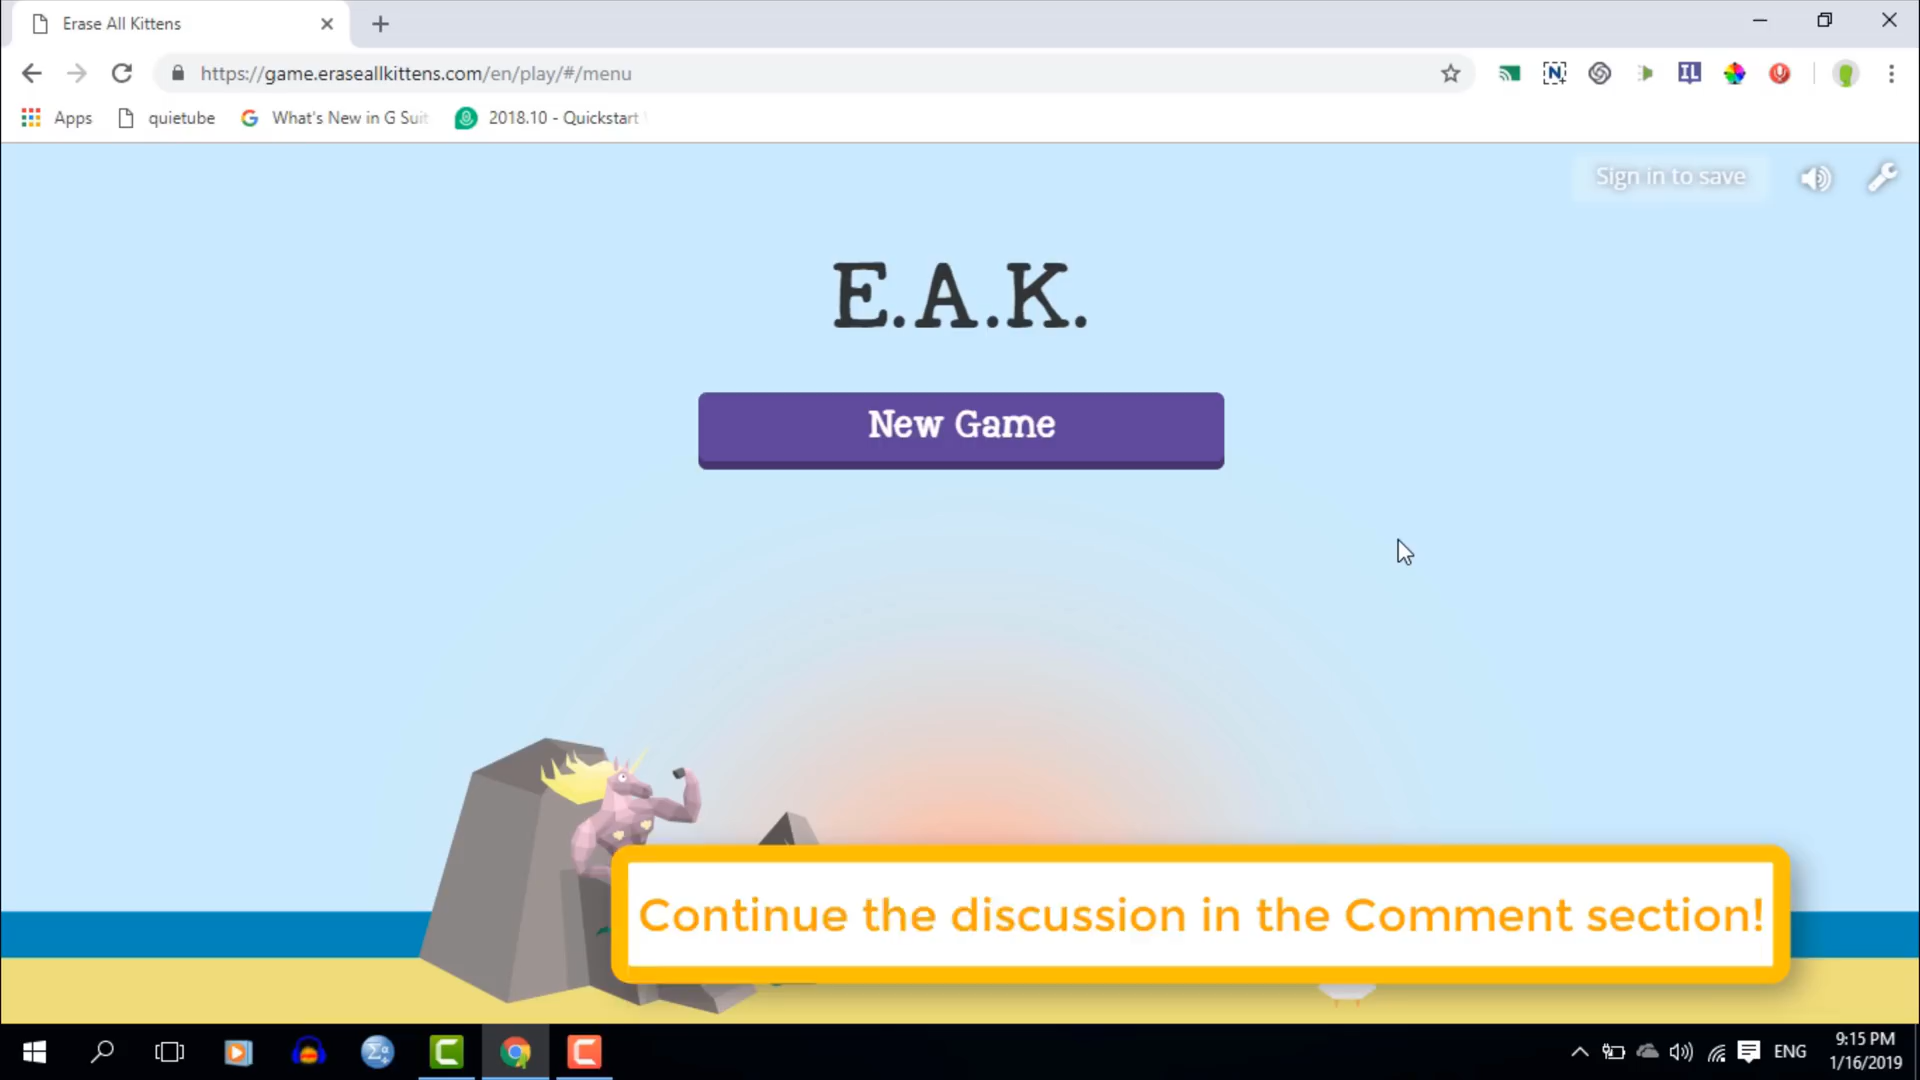 Erase All Kittens
https://game.eraseallkittens.com/en/play/#/menu
Apps quietube What's New in G Suit 2018.10 - Quickstart
Sign in to save
E.A.K.
New Game
Continue the discussion in the Comment section!
ENG
9:15 PM
1/16/2019